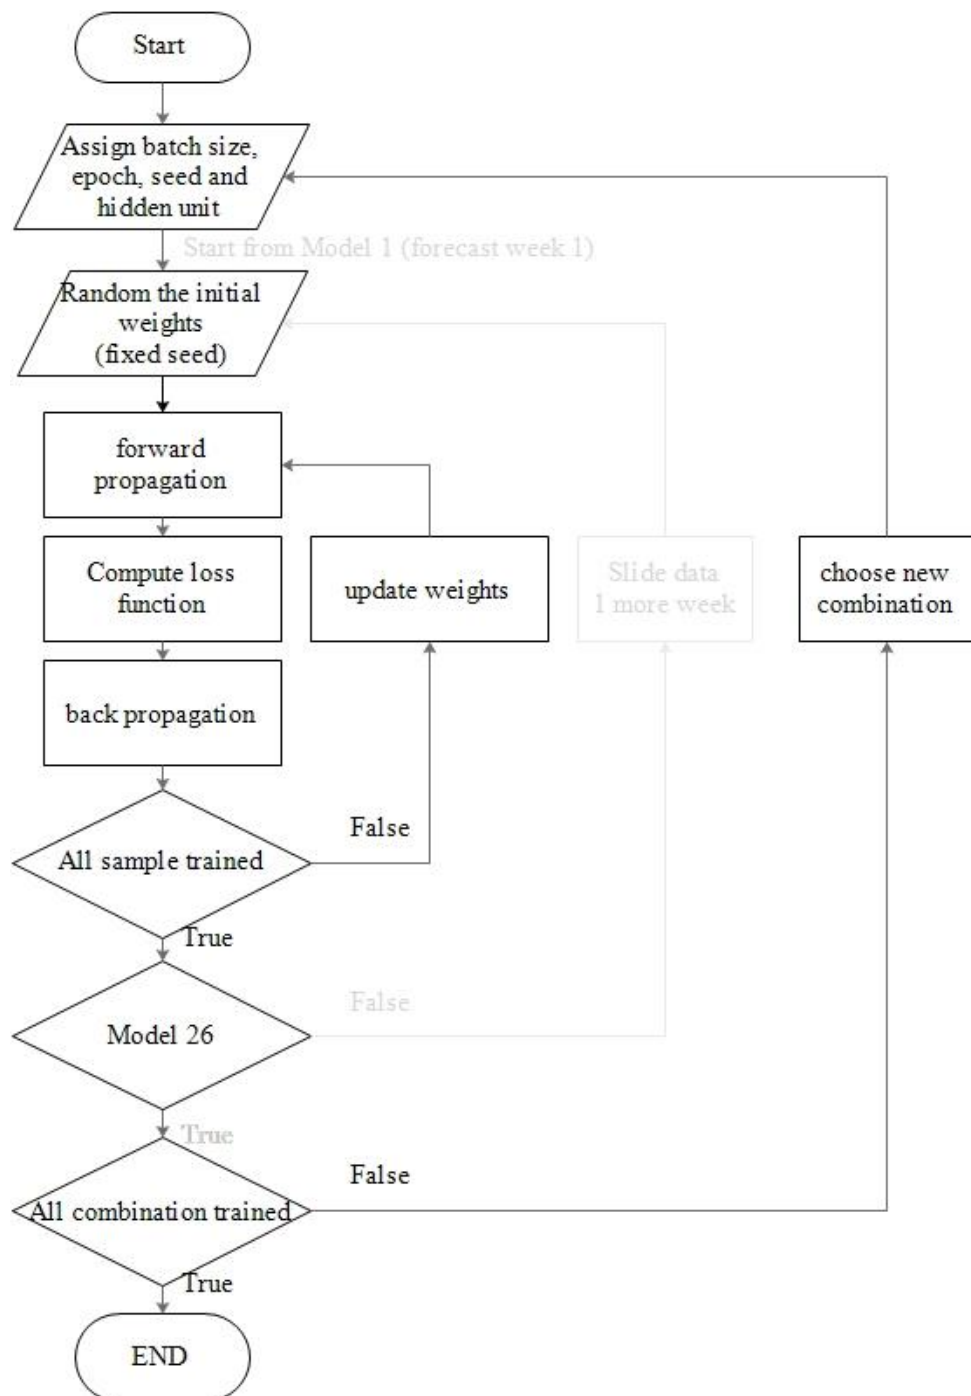 Start
Assign batch size,
epoch, seed and
hidden unit
Start from Model 1 (forecast week 1)
Random the initial
weights
(fixed seed)
forward
propagation
Compute loss
function
update weights
Slide data
1 more week
choose new
combination
back propagation
False
All sample trained
True
False
Model 26
True
False
All combination trained
True
END